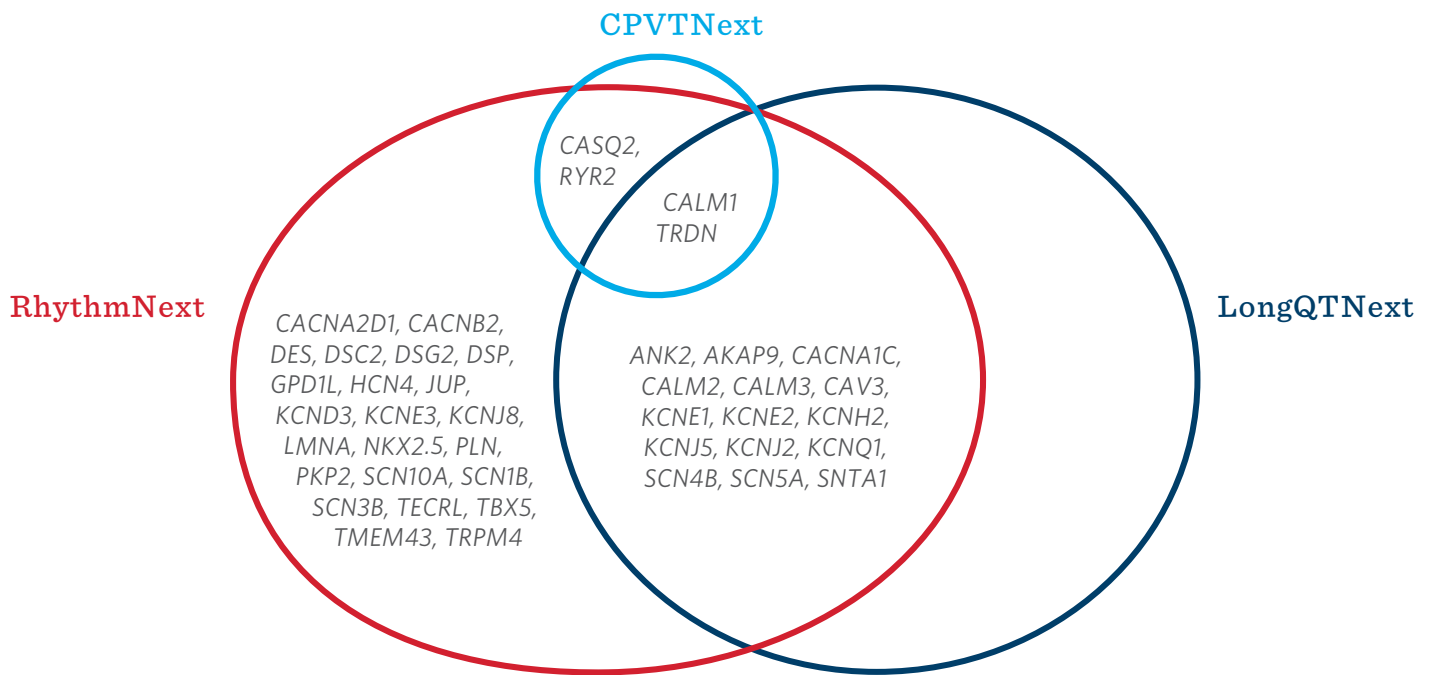 CPVTNext
CASQ2,
RYR2
CALM1
TRDN
RhythmNext
LongQTNext
CACNA2D1, CACNB2,
DES, DSC2, DSG2, DSP,
GPD1L, HCN4, JUP,
KCND3, KCNE3, KCNJ8,
LMNA, NKX2.5, PLN,
PKP2, SCN10A, SCN1B,
SCN3B, TECRL, TBX5,
TMEM43, TRPM4
ANK2, AKAP9, CACNA1C,
CALM2, CALM3, CAV3,
KCNE1, KCNE2, KCNH2,
KCNJ5, KCNJ2, KCNQ1,
SCN4B, SCN5A, SNTA1